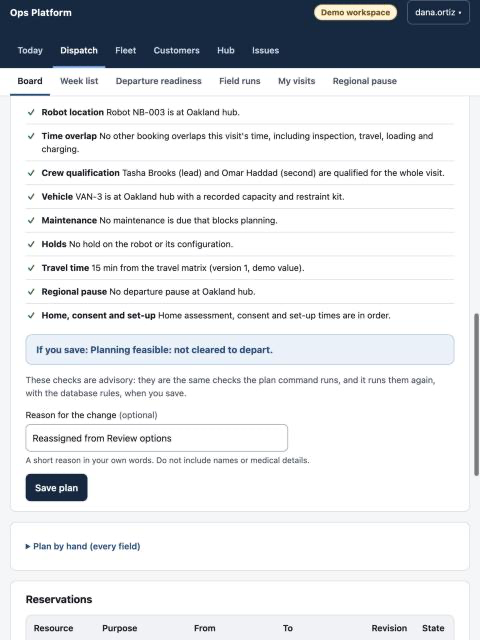 Ops Platform
Demo workspace
dana.ortiz
Today Dispatch Fleet Customers Hub Issues
Board Week list Departure readiness Field runs My visits Regional pause
Robot location Robot NB-003 is at Oakland hub.
Time overlap No other booking overlaps this visit's time, including inspection, travel, loading and
charging.
Crew qualification Tasha Brooks (lead) and Omar Haddad (second) are qualified for the whole visit.
Vehicle VAN-3 is at Oakland hub with a recorded capacity and restraint kit.
Maintenance No maintenance is due that blocks planning.
Holds No hold on the robot or its configuration.
Travel time 15 min from the travel matrix (version 1, demo value).
Regional pause No departure pause at Oakland hub.
Home, consent and set-up Home assessment, consent and set-up times are in order.
If you save: Planning feasible: not cleared to depart.
These checks are advisory: they are the same checks the plan command runs, and it runs them again,
with the database rules, when you save.
Reason for the change (optional)
Reassigned from Review options
A short reason in your own words. Do not include names or medical details.
Save plan
Plan by hand (every field)
Reservations
Resource Purpose From To Revision State